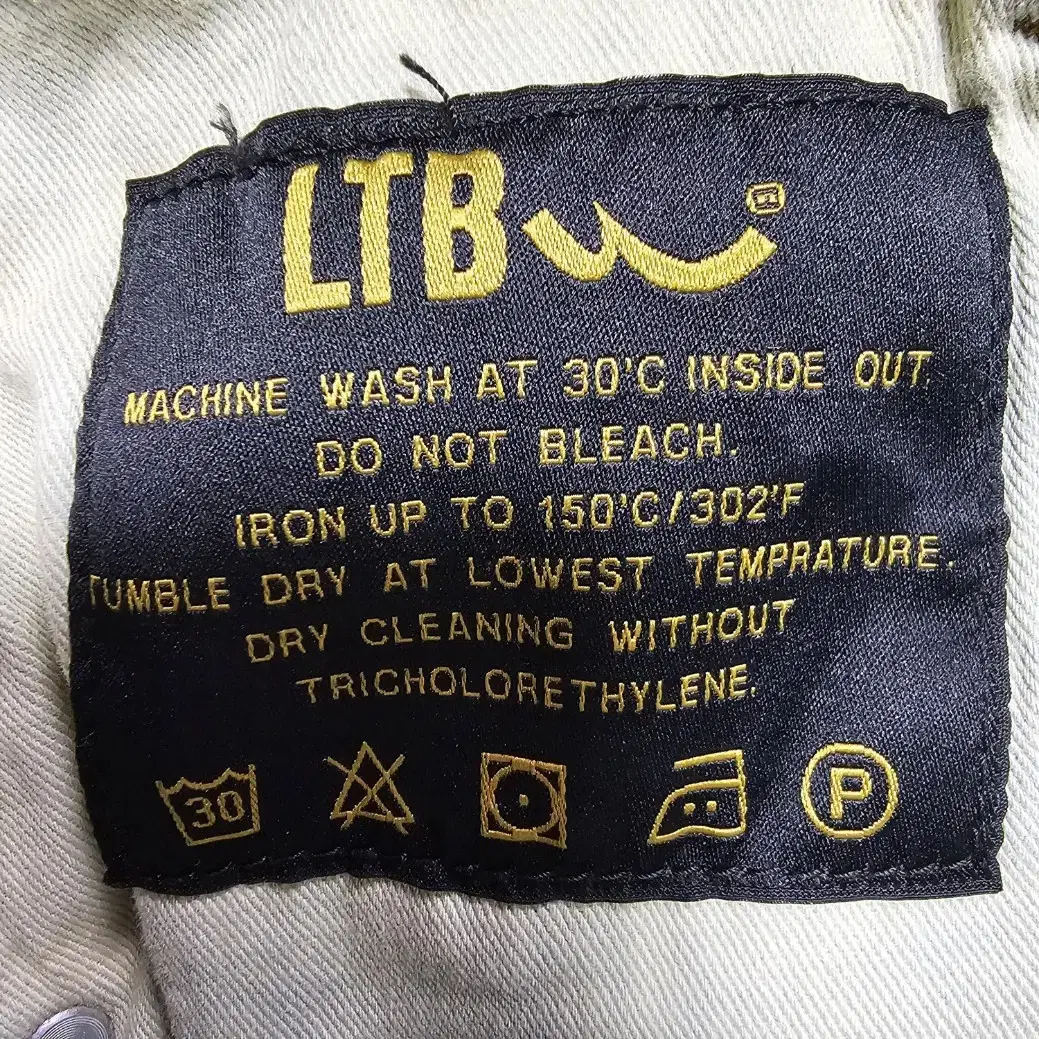 LTB
MACHINE WASH AT 30'C INSIDE OUT.
DO NOT BLEACH.
IRON UP TO 150'C/302'F
TUMBLE DRY AT LOWEST TEMPRATURE.
DRY CLEANING WITHOUT
TRICHOLORETHYLENE.
30 P